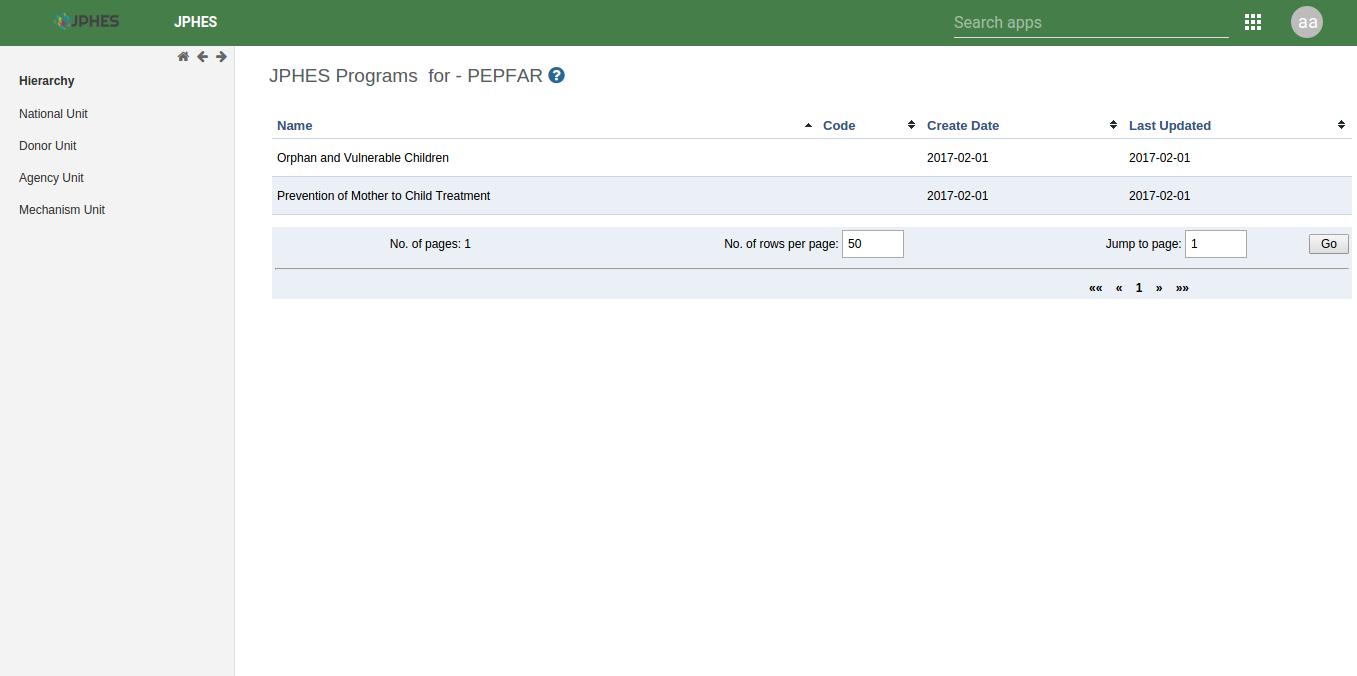 JPHES JPHES Search apps aa
Hierarchy
National Unit
Donor Unit
Agency Unit
Mechanism Unit
JPHES Programs for - PEPFAR ?
Name Code Create Date Last Updated
Orphan and Vulnerable Children 2017-02-01 2017-02-01
Prevention of Mother to Child Treatment 2017-02-01 2017-02-01
No. of pages: 1 No. of rows per page: 50 Jump to page: 1 Go
«« « 1 » »»